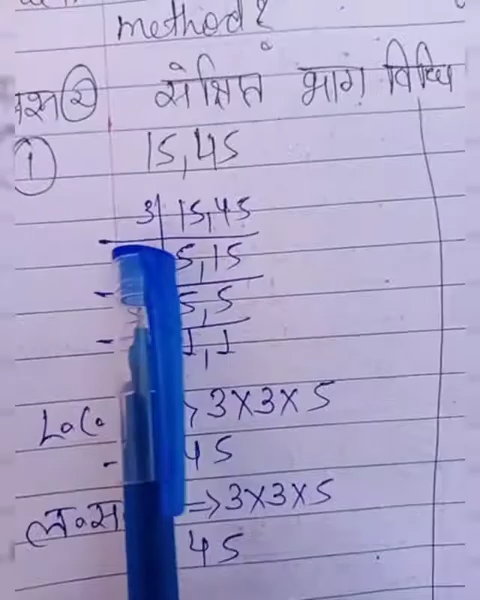 method ?
संक्षिप्त भाग विधि
① 15,45
3| 15,45
5,15
5,5
1,1
L.C. 3×3×5
45
ल.स =>3×3×5
45